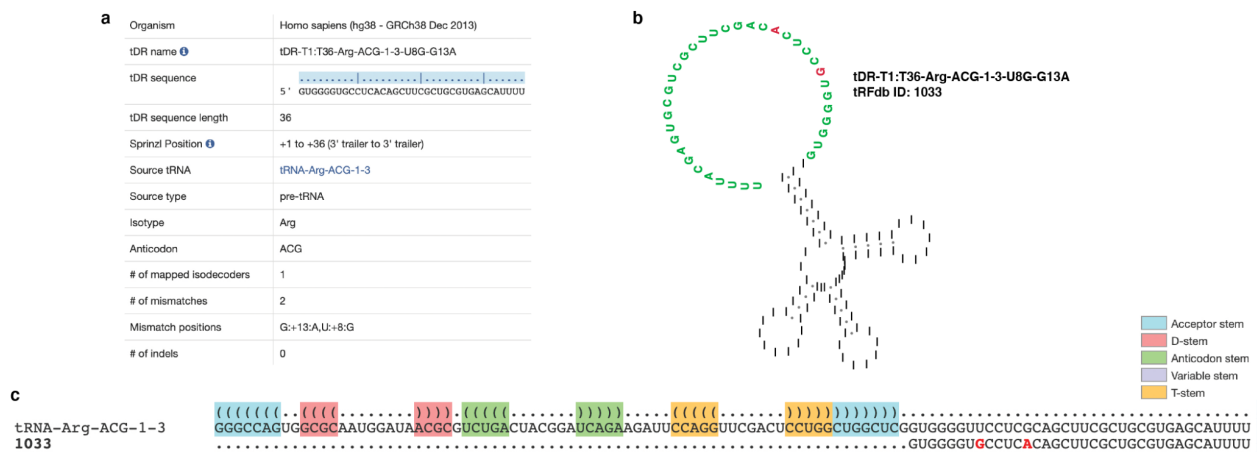 a
Organism Homo sapiens (hg38 - GRCh38 Dec 2013)
tDR name tDR-T1:T36-Arg-ACG-1-3-U8G-G13A
tDR sequence .........|.........|.........|......
5' GUGGGGUGCCUCACAGCUUCGCUGCGUGAGCAUUUU
tDR sequence length 36
Sprinzl Position +1 to +36 (3' trailer to 3' trailer)
Source tRNA tRNA-Arg-ACG-1-3
Source type pre-tRNA
Isotype Arg
Anticodon ACG
# of mapped isodecoders 1
# of mismatches 2
Mismatch positions G:+13:A,U:+8:G
# of indels 0
b
UUUUACGAGUGCGUCGCUUCGACACUCCGUGGGGUG
tDR-T1:T36-Arg-ACG-1-3-U8G-G13A
tRFdb ID: 1033
Acceptor stem
D-stem
Anticodon stem
Variable stem
T-stem
c
(((((((..((((........)))).(((((.......))))).....(((((.......)))))))))))).....................................
tRNA-Arg-ACG-1-3 GGGCCAGUGGCGCAAUGGAUAACGCGUCUGACUACGGAUCAGAAGAUUCCAGGUUCGACUCCUGGCUGGCUCGGUGGGGUUCCUCGCAGCUUCGCUGCGUGAGCAUUUU
1033 .........................................................................GUGGGGUGCCUCACAGCUUCGCUGCGUGAGCAUUUU